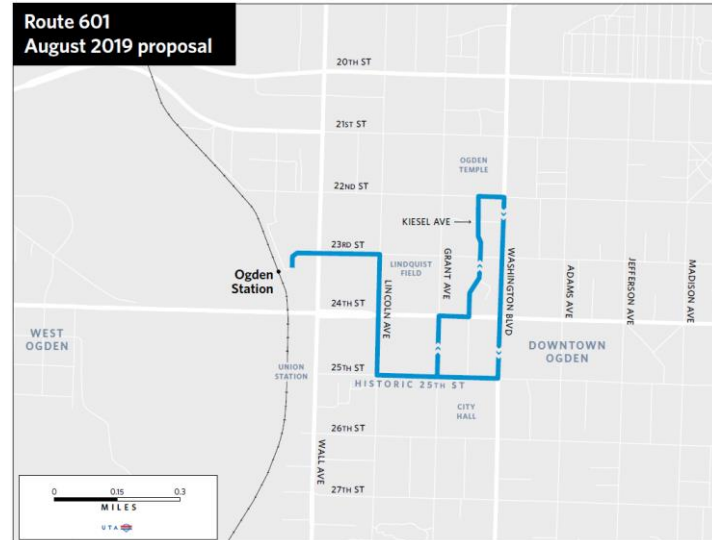 Route 601
August 2019 proposal
20TH ST
21ST ST
OGDEN
TEMPLE
22ND ST
KIESEL AVE
23RD ST
LINDQUIST
FIELD
GRANT AVE
WASHINGTON BLVD
Ogden
Station
LINCOLN AVE
ADAMS AVE
JEFFERSON AVE
MADISON AVE
24TH ST
WEST
OGDEN
DOWNTOWN
OGDEN
UNION
STATION
25TH ST
HISTORIC 25TH ST
CITY
HALL
26TH ST
WALL AVE
27TH ST
0 0.15 0.3
MILES
UTA